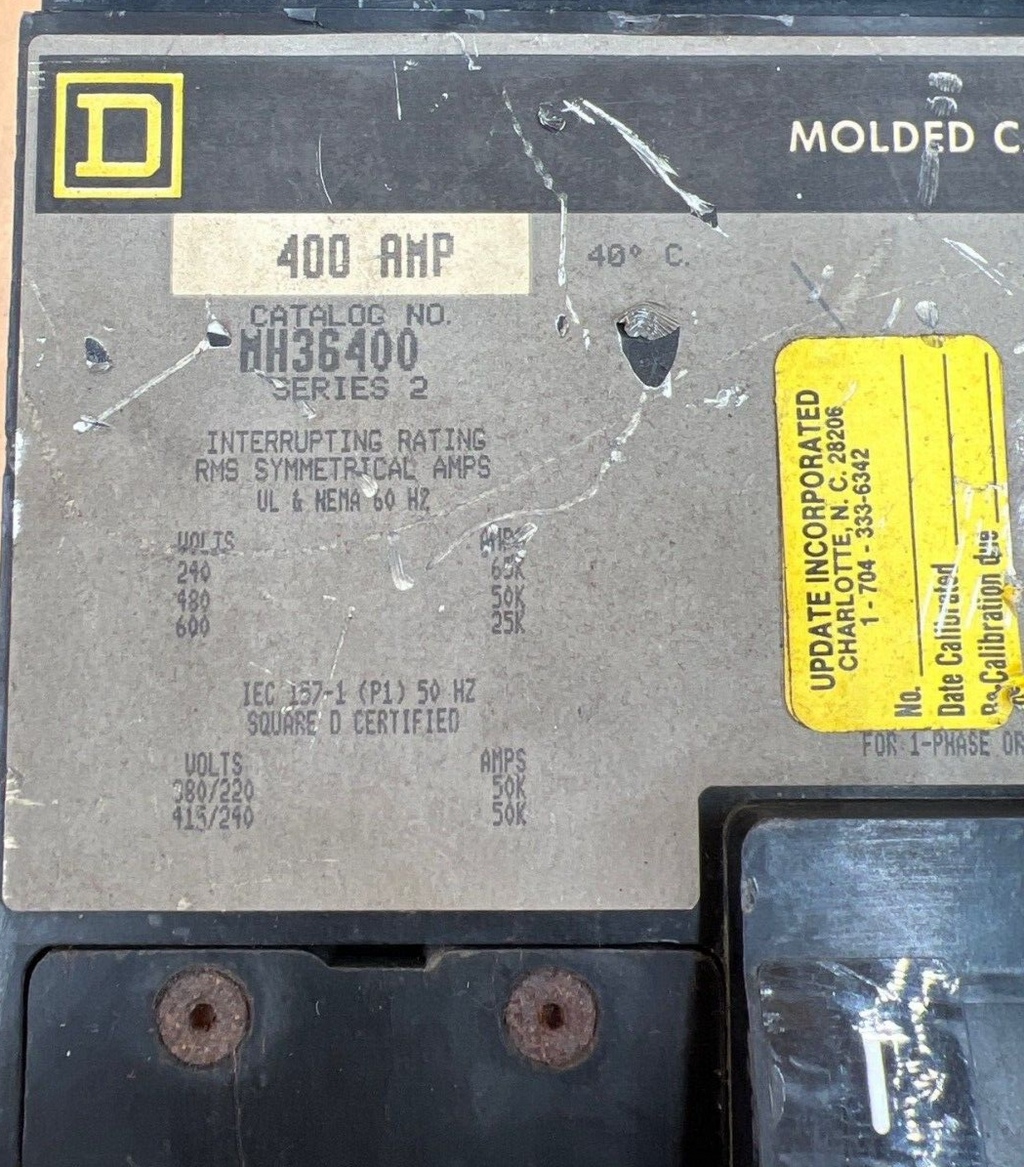 D
MOLDED C
400 AMP
40° C.
CATALOG NO.
MH36400
SERIES 2
INTERRUPTING RATING
RMS SYMMETRICAL AMPS
UL & NEMA 60 HZ
VOLTS AMPS
240 65K
480 50K
600 25K
IEC 157-1 (P1) 50 HZ
SQUARE D CERTIFIED
VOLTS AMPS
380/220 50K
415/240 50K
UPDATE INCORPORATED
CHARLOTTE, N. C. 28206
1 - 704 - 333-6342
No.
Date Calibrated
Re Calibration due
FOR 1-PHASE OR